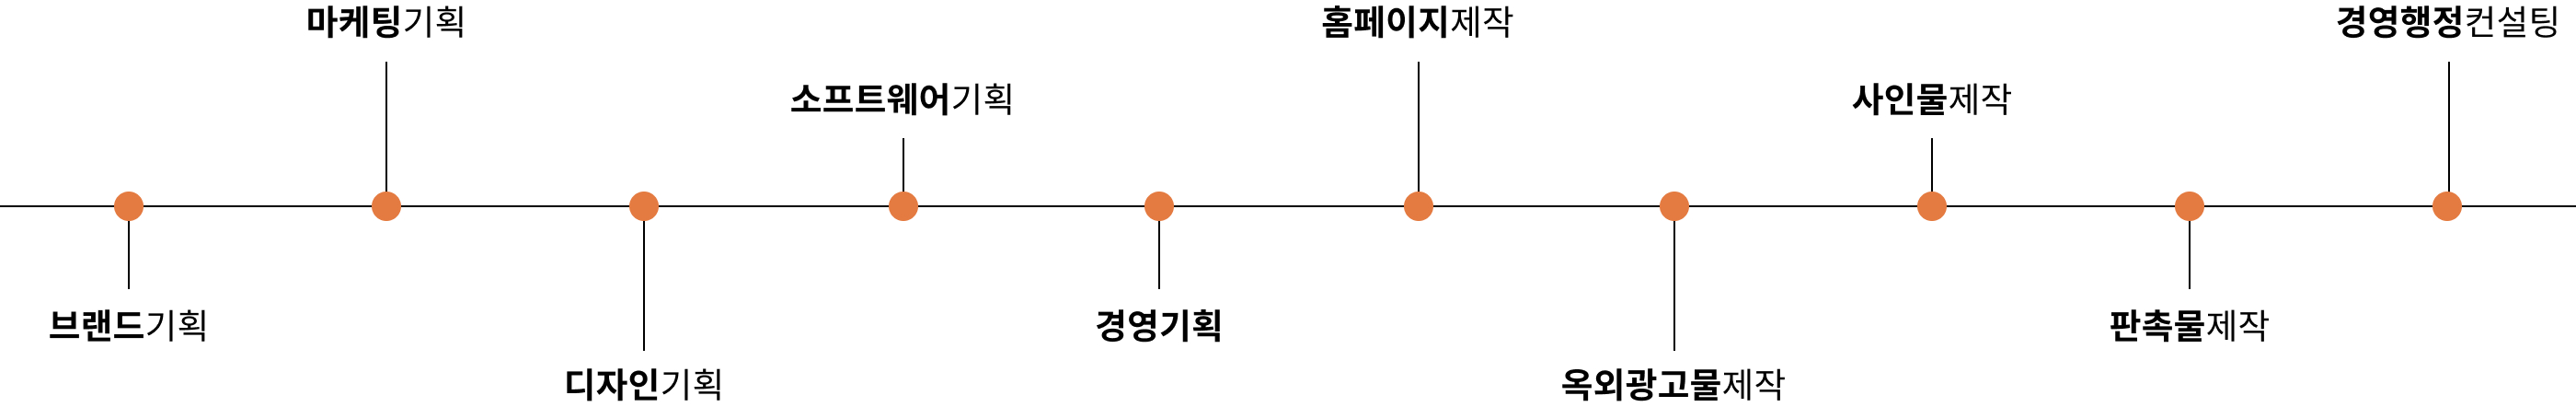 브랜드기획
마케팅기획
디자인기획
소프트웨어기획
경영기획
홈페이지제작
옥외광고물제작
사인물제작
판촉물제작
경영행정컨설팅